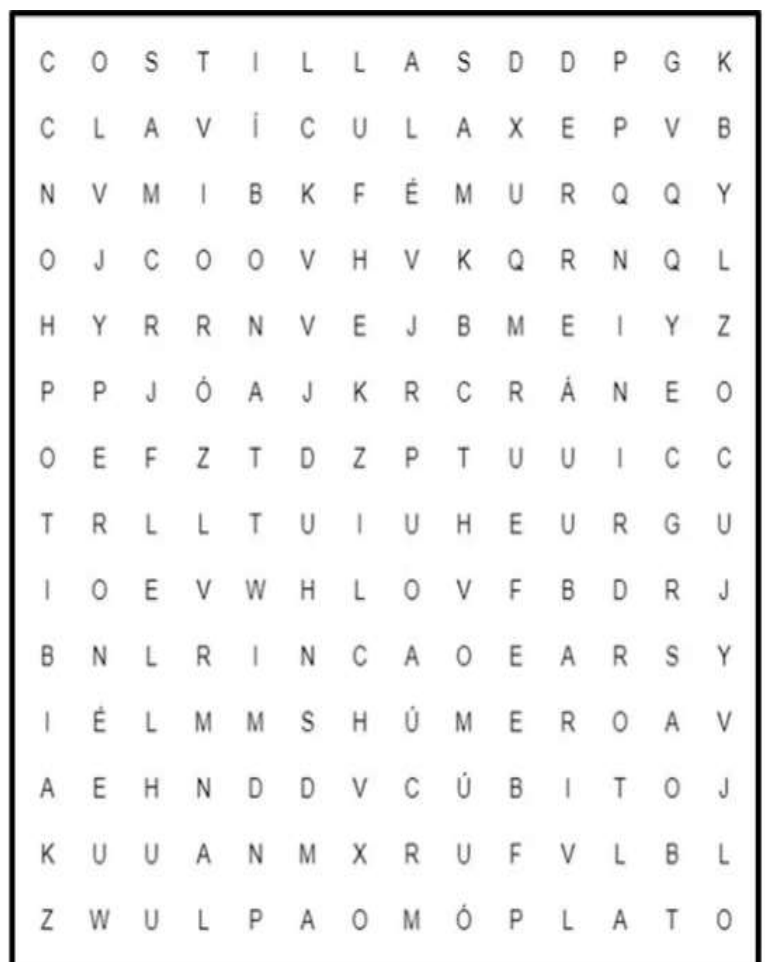 C O S T I L L A S D D P G K
C L A V Í C U L A X E P V B
N V M I B K F É M U R Q Q Y
O J C O O V H V K Q R N Q L
H Y R R N V E J B M E I Y Z
P P J Ó A J K R C R Á N E O
O E F Z T D Z P T U U I C C
T R L L T U I U H E U R G U
I O E V W H L O V F B D R J
B N L R I N C A O E A R S Y
I É L M M S H Ú M E R O A V
A E H N D D V C Ú B I T O J
K U U A N M X R U F V L B L
Z W U L P A O M Ó P L A T O